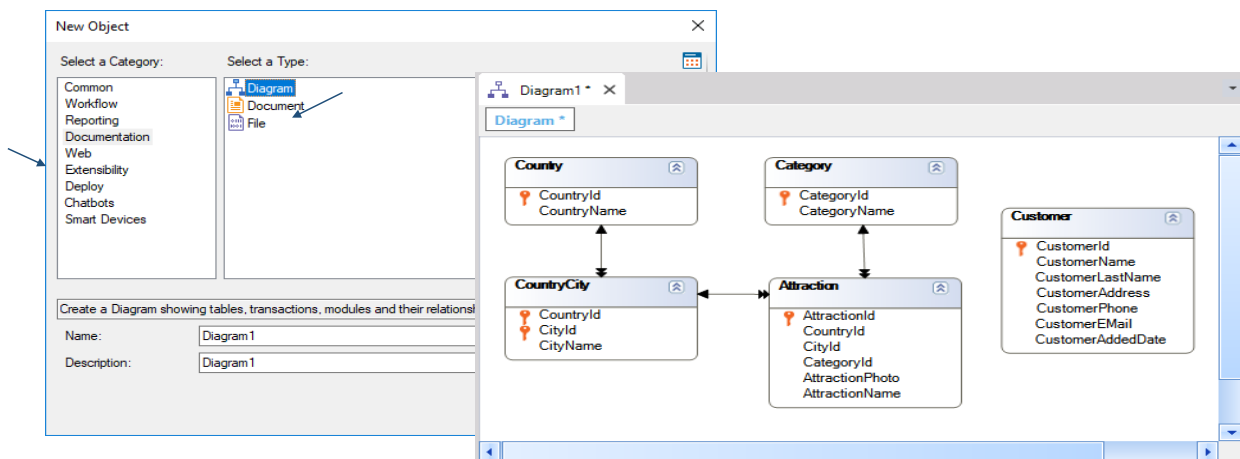 New Object
Select a Category:
Select a Type:
Common
Workflow
Reporting
Documentation
Web
Extensibility
Deploy
Chatbots
Smart Devices
Diagram
Document
File
Create a Diagram showing tables, transactions, modules and their relationsh
Name:
Diagram1
Description:
Diagram1
Diagram1 *
Diagram *
Country
CountryId
CountryName
Category
CategoryId
CategoryName
Customer
CustomerId
CustomerName
CustomerLastName
CustomerAddress
CustomerPhone
CustomerEMail
CustomerAddedDate
CountryCity
CountryId
CityId
CityName
Attraction
AttractionId
CountryId
CityId
CategoryId
AttractionPhoto
AttractionName